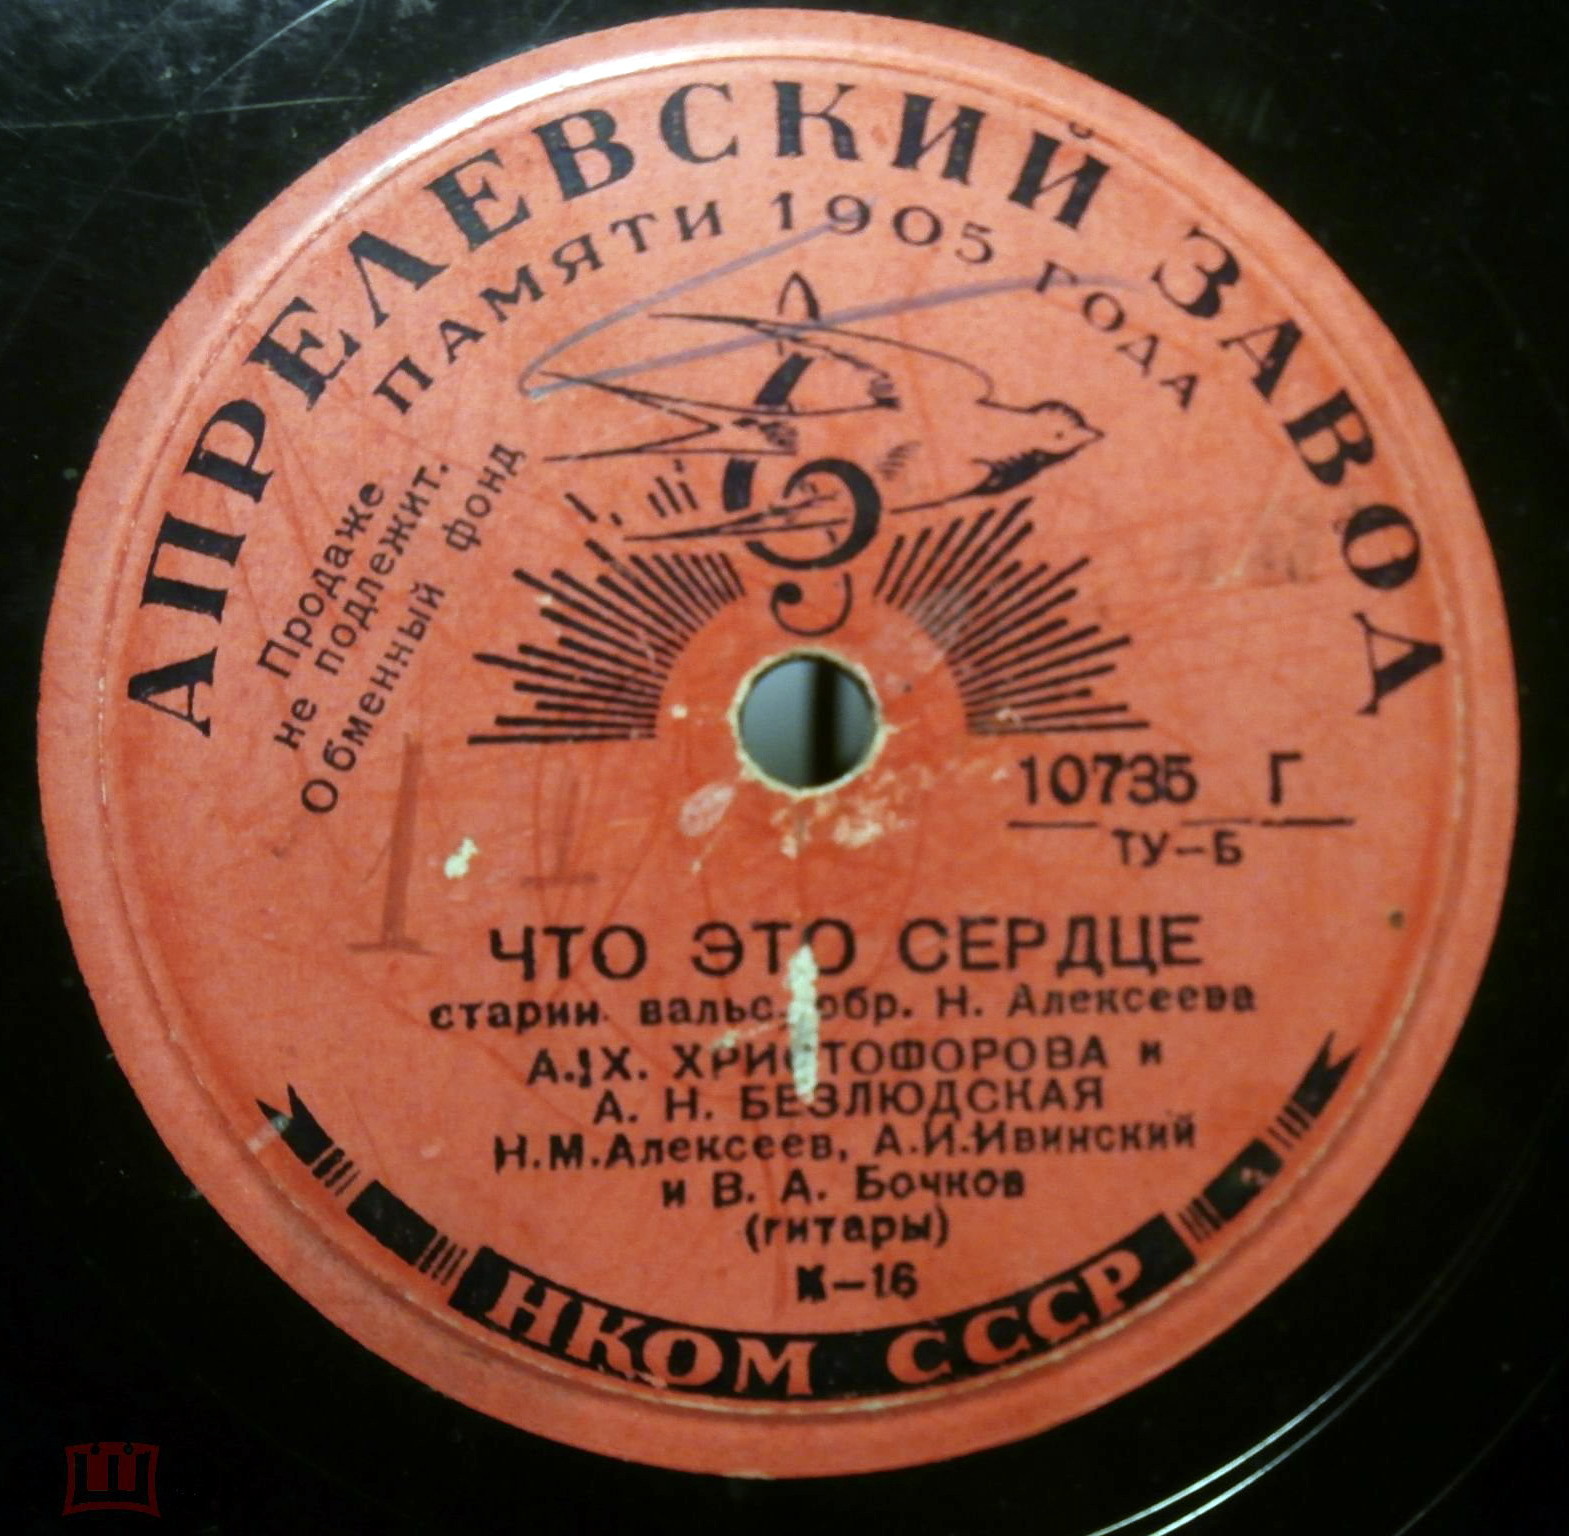 АПРЕЛЕВСКИЙ ЗАВОД
ПАМЯТИ 1905 ГОДА
Продаже
не подлежит.
Обменный фонд
10735 Г
ТУ-Б
ЧТО ЭТО СЕРДЦЕ
старин. вальс. обр. Н. Алексеева
А. Х. ХРИСТОФОРОВА и
А. Н. БЕЗЛЮДСКАЯ
Н.М.Алексеев, А.И.Ивинский
и В. А. Бочков
(гитары)
К-16
НКОМ СССР